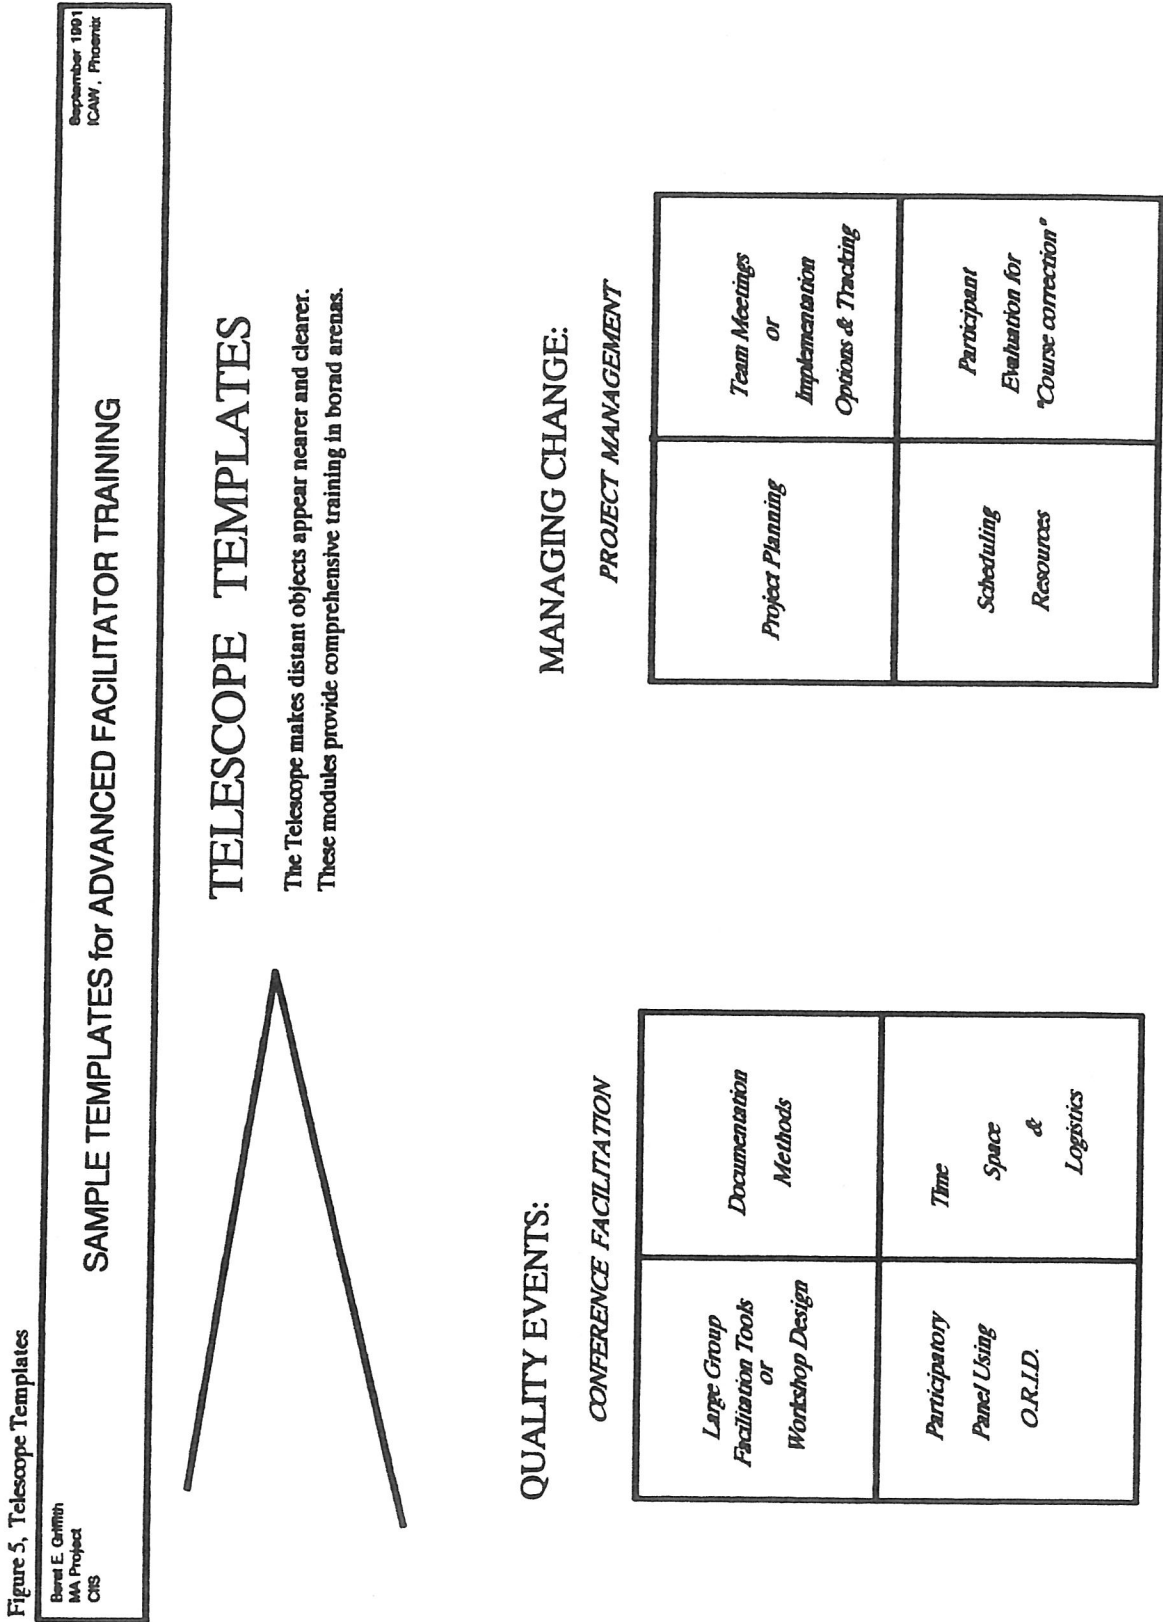 Figure 5, Telescope Templates
Beret E. Griffith
MA Project
CIIS
SAMPLE TEMPLATES for ADVANCED FACILITATOR TRAINING
September 1991
ICAW, Phoenix
TELESCOPE TEMPLATES
The Telescope makes distant objects appear nearer and clearer.
These modules provide comprehensive training in borad arenas.
QUALITY EVENTS:
CONFERENCE FACILITATION
Large Group
Facilitation Tools
or
Workshop Design
Documentation
Methods
Participatory
Panel Using
O.R.I.D.
Time
Space
&
Logistics
MANAGING CHANGE:
PROJECT MANAGEMENT
Project Planning
Team Meetings
or
Implementation
Options & Tracking
Scheduling
Resources
Participant
Evaluation for
"Course correction"